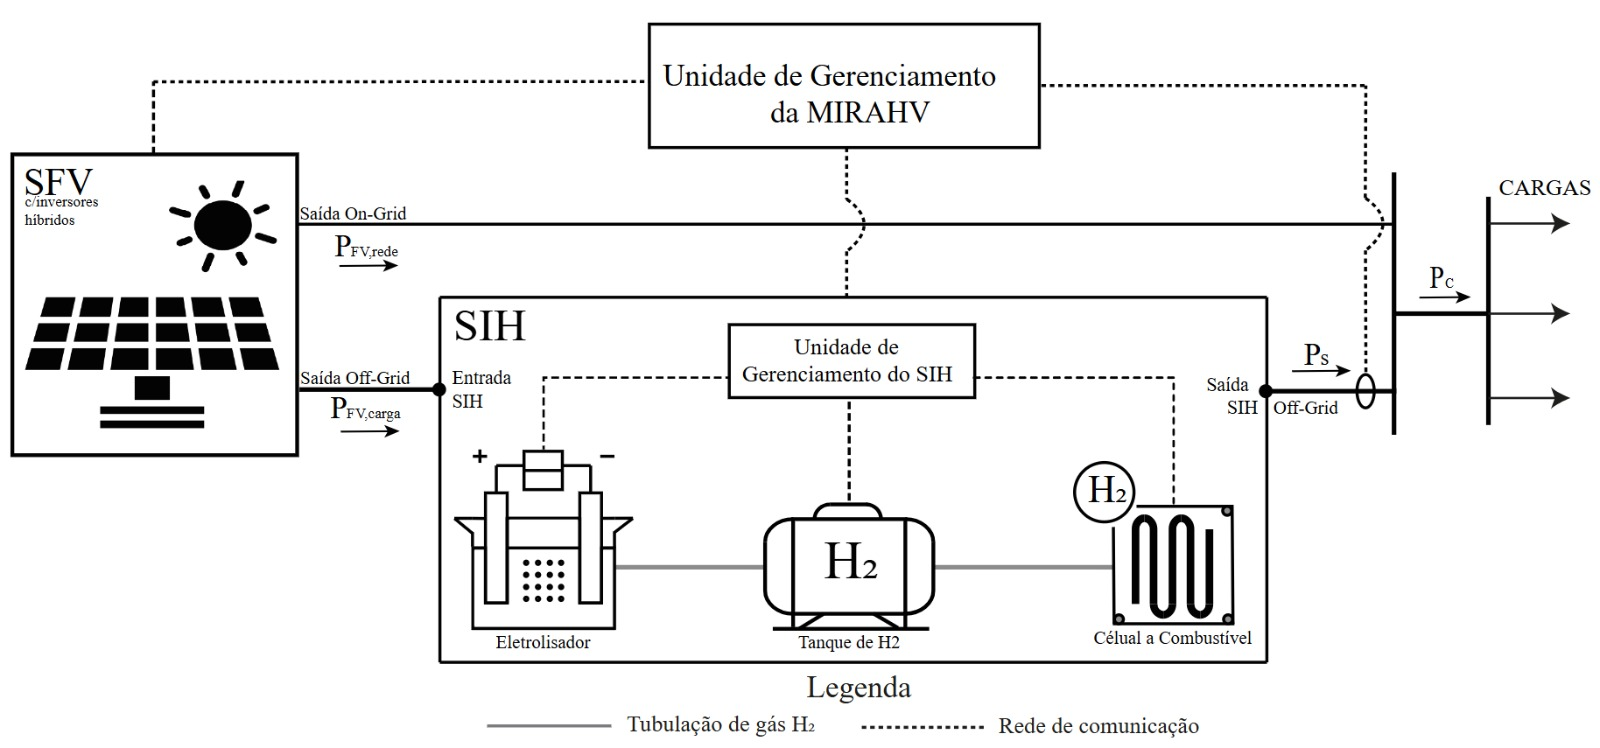 Unidade de Gerenciamento
da MIRAHV
SFV
c/inversores
híbridos
Saída On-Grid
PFV,rede
CARGAS
PC
SIH
Unidade de
Gerenciamento do SIH
Saída Off-Grid
PFV,carga
Entrada
SIH
PS
Saída
SIH
Off-Grid
+
−
H2
H2
Eletrolisador
Tanque de H2
Célual a Combustível
Legenda
Tubulação de gás H2
Rede de comunicação